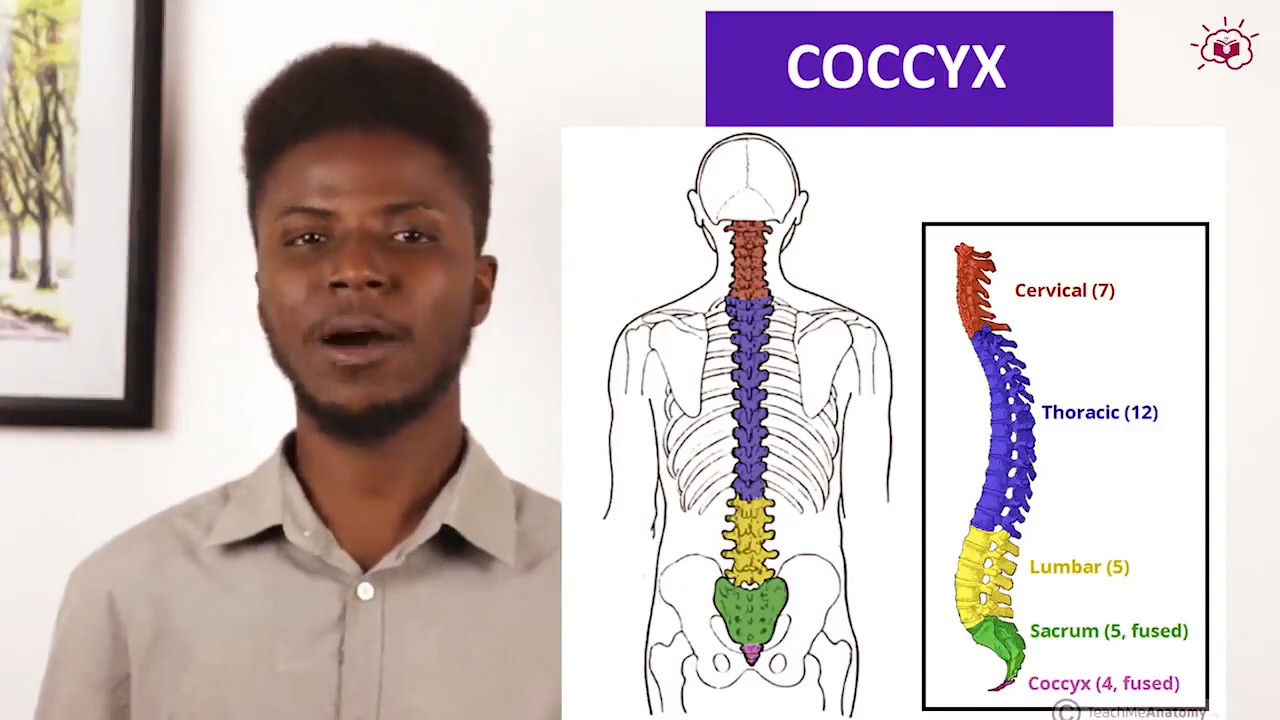 COCCYX
Cervical (7)
Thoracic (12)
Lumbar (5)
Sacrum (5, fused)
Coccyx (4, fused)
© TeachMeAnatomy